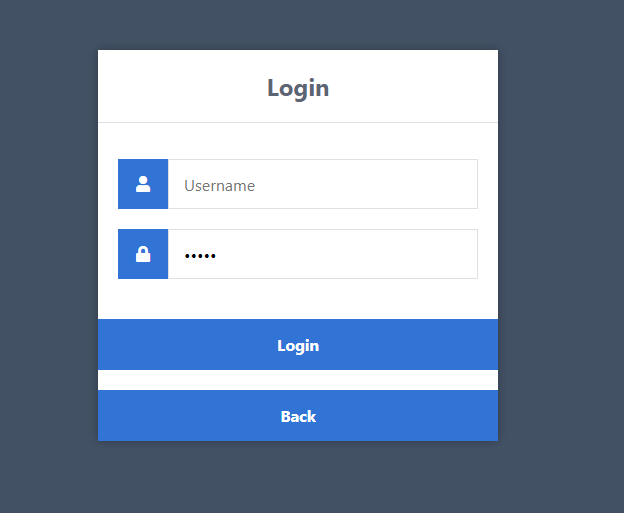 Login
Username
•••••
Login
Back